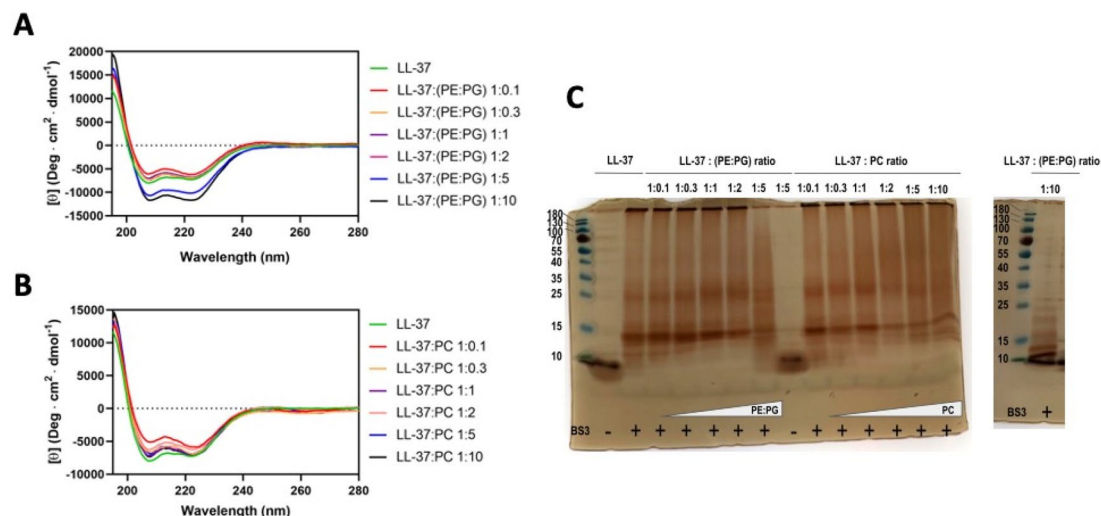 A
20000
15000
10000
5000
0
-5000
-10000
-15000
[θ] (Deg · cm² · dmol⁻¹)
200 220 240 260 280
Wavelength (nm)
LL-37
LL-37:(PE:PG) 1:0.1
LL-37:(PE:PG) 1:0.3
LL-37:(PE:PG) 1:1
LL-37:(PE:PG) 1:2
LL-37:(PE:PG) 1:5
LL-37:(PE:PG) 1:10
B
15000
10000
5000
0
-5000
-10000
[θ] (Deg · cm² · dmol⁻¹)
200 220 240 260 280
Wavelength (nm)
LL-37
LL-37:PC 1:0.1
LL-37:PC 1:0.3
LL-37:PC 1:1
LL-37:PC 1:2
LL-37:PC 1:5
LL-37:PC 1:10
C
LL-37 LL-37 : (PE:PG) ratio LL-37 : PC ratio
1:0.1 1:0.3 1:1 1:2 1:5 1:5 1:0.1 1:0.3 1:1 1:2 1:5 1:10
180
130
100
70
55
40
35
25
15
10
PE:PG PC
BS3 - + + + + + + - + + + + + +
LL-37 : (PE:PG) ratio
1:10
180
130
100
70
55
40
35
25
15
10
BS3 +